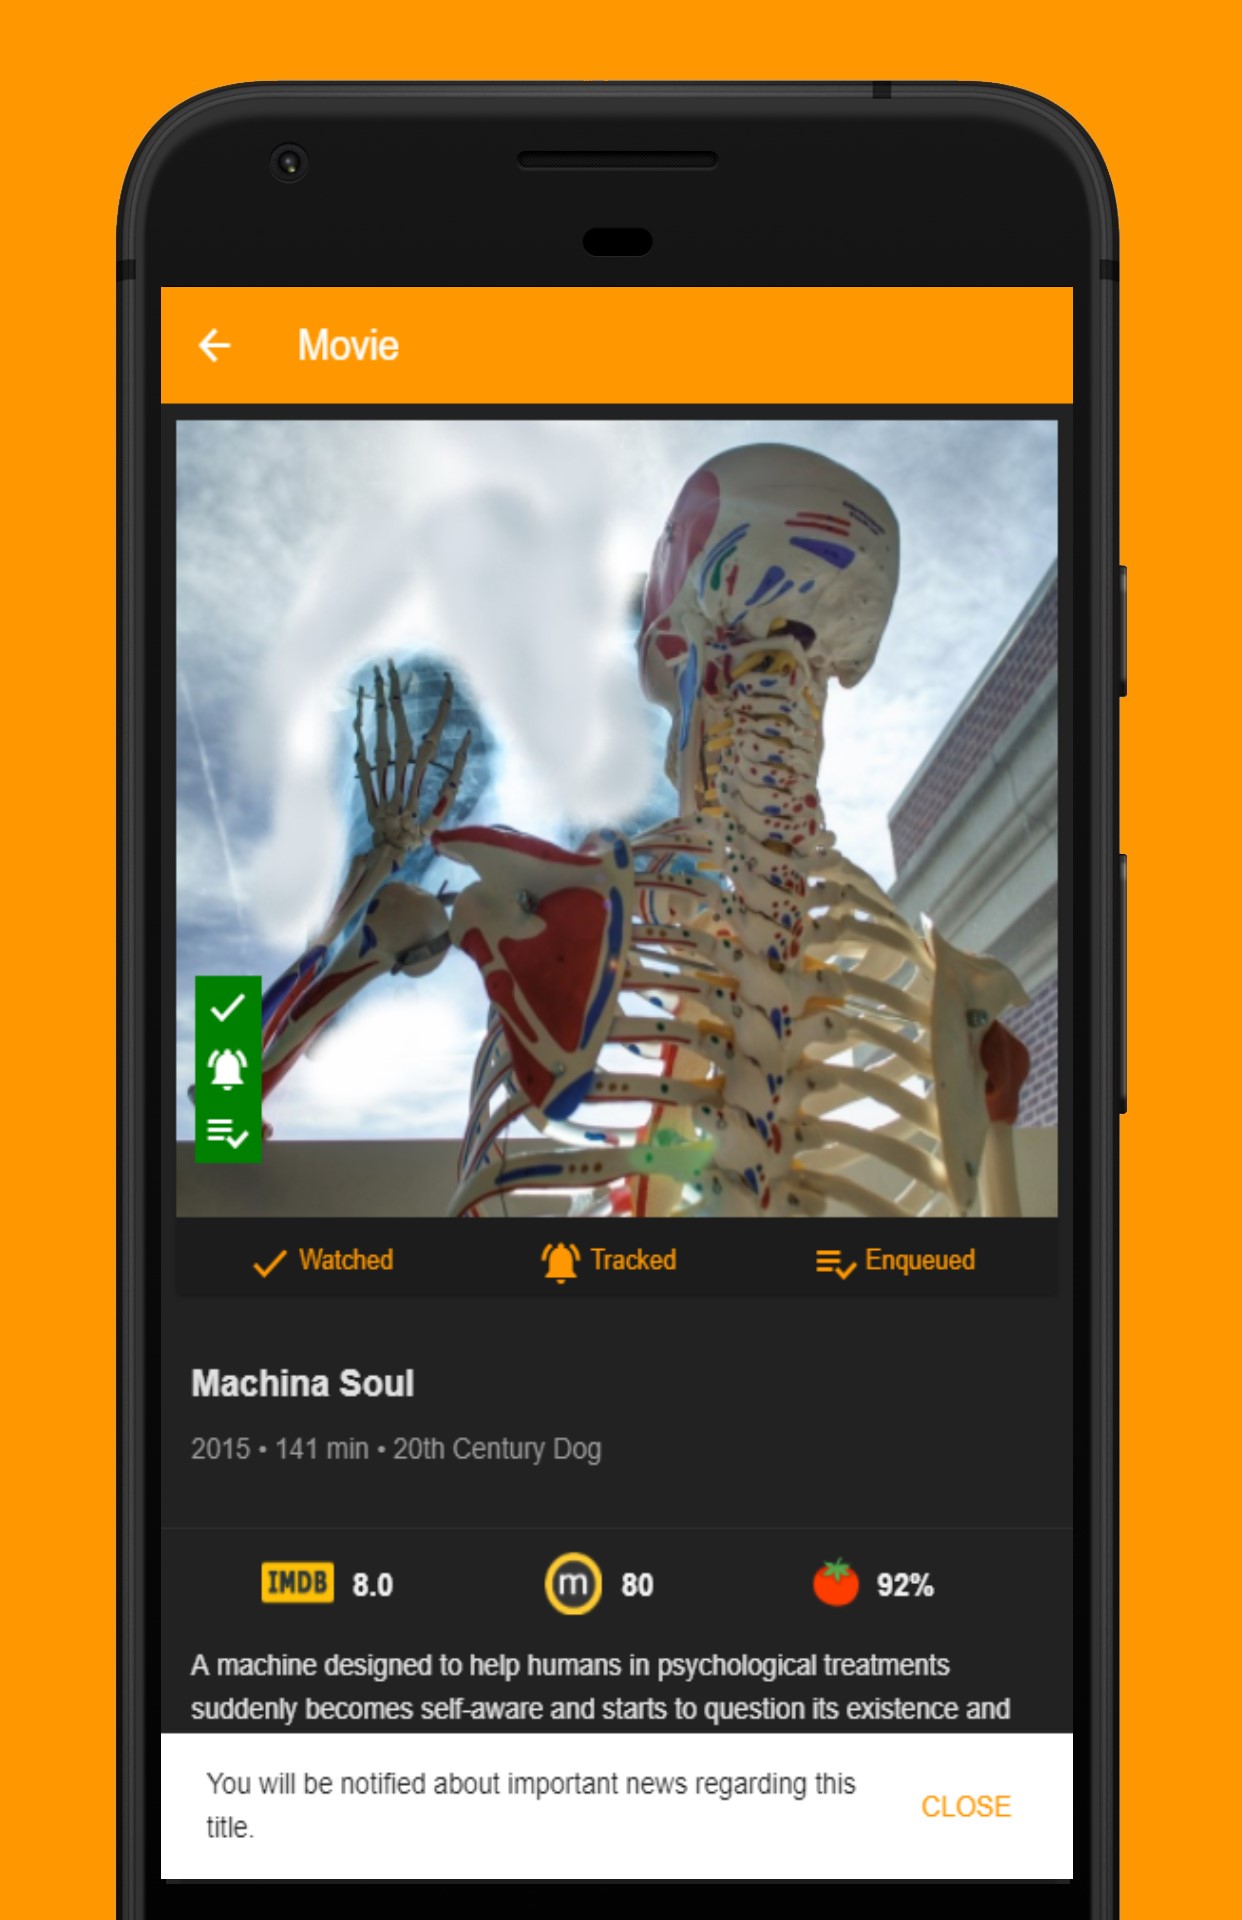 Movie
Watched
Tracked
Enqueued
Machina Soul
2015 • 141 min • 20th Century Dog
IMDB 8.0
m 80
92%
A machine designed to help humans in psychological treatments
suddenly becomes self-aware and starts to question its existence and
You will be notified about important news regarding this
title.
CLOSE